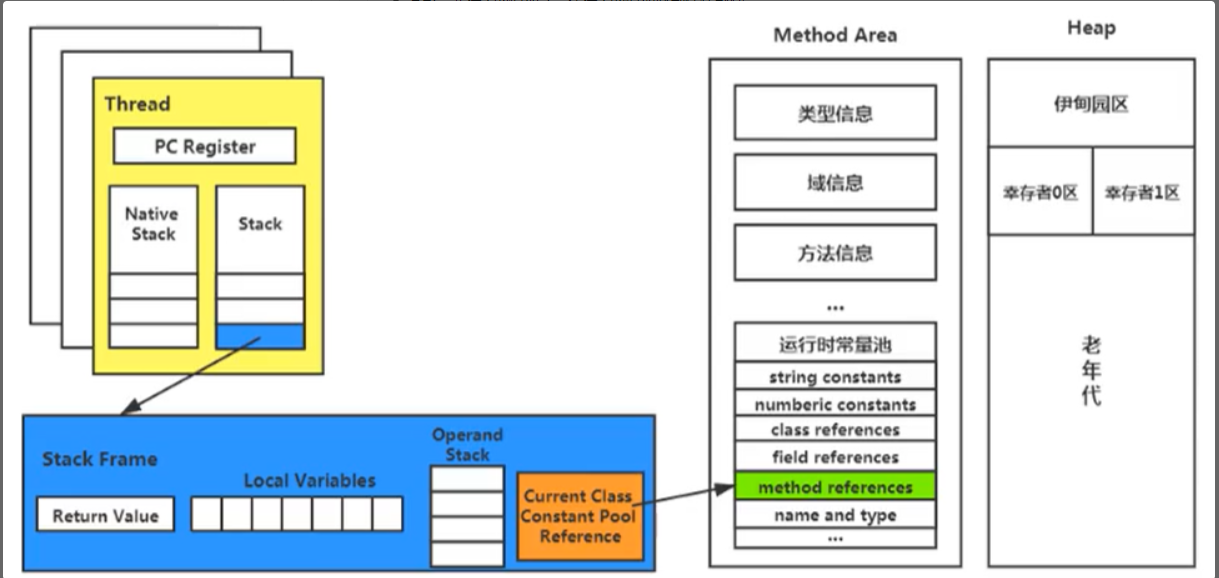 Thread
PC Register
Native
Stack
Stack
Stack Frame
Return Value
Local Variables
Operand
Stack
Current Class
Constant Pool
Reference
Method Area
类型信息
域信息
方法信息
...
运行时常量池
string constants
numberic constants
class references
field references
method references
name and type
...
Heap
伊甸园区
幸存者0区
幸存者1区
老
年
代